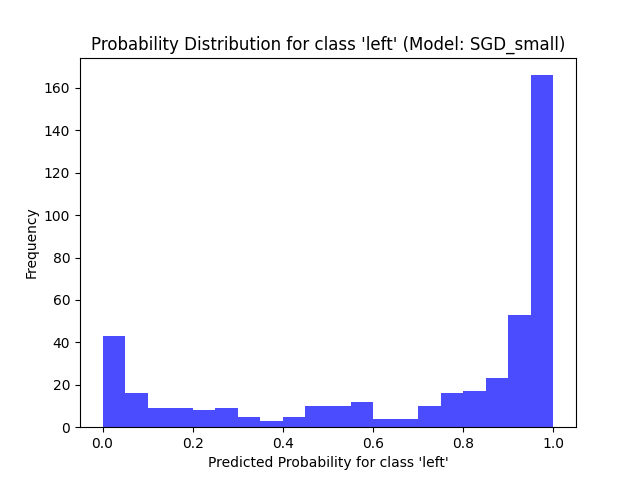 Probability Distribution for class 'left' (Model: SGD_small)
160
140
120
100
80
60
40
20
0
Frequency
0.0 0.2 0.4 0.6 0.8 1.0
Predicted Probability for class 'left'